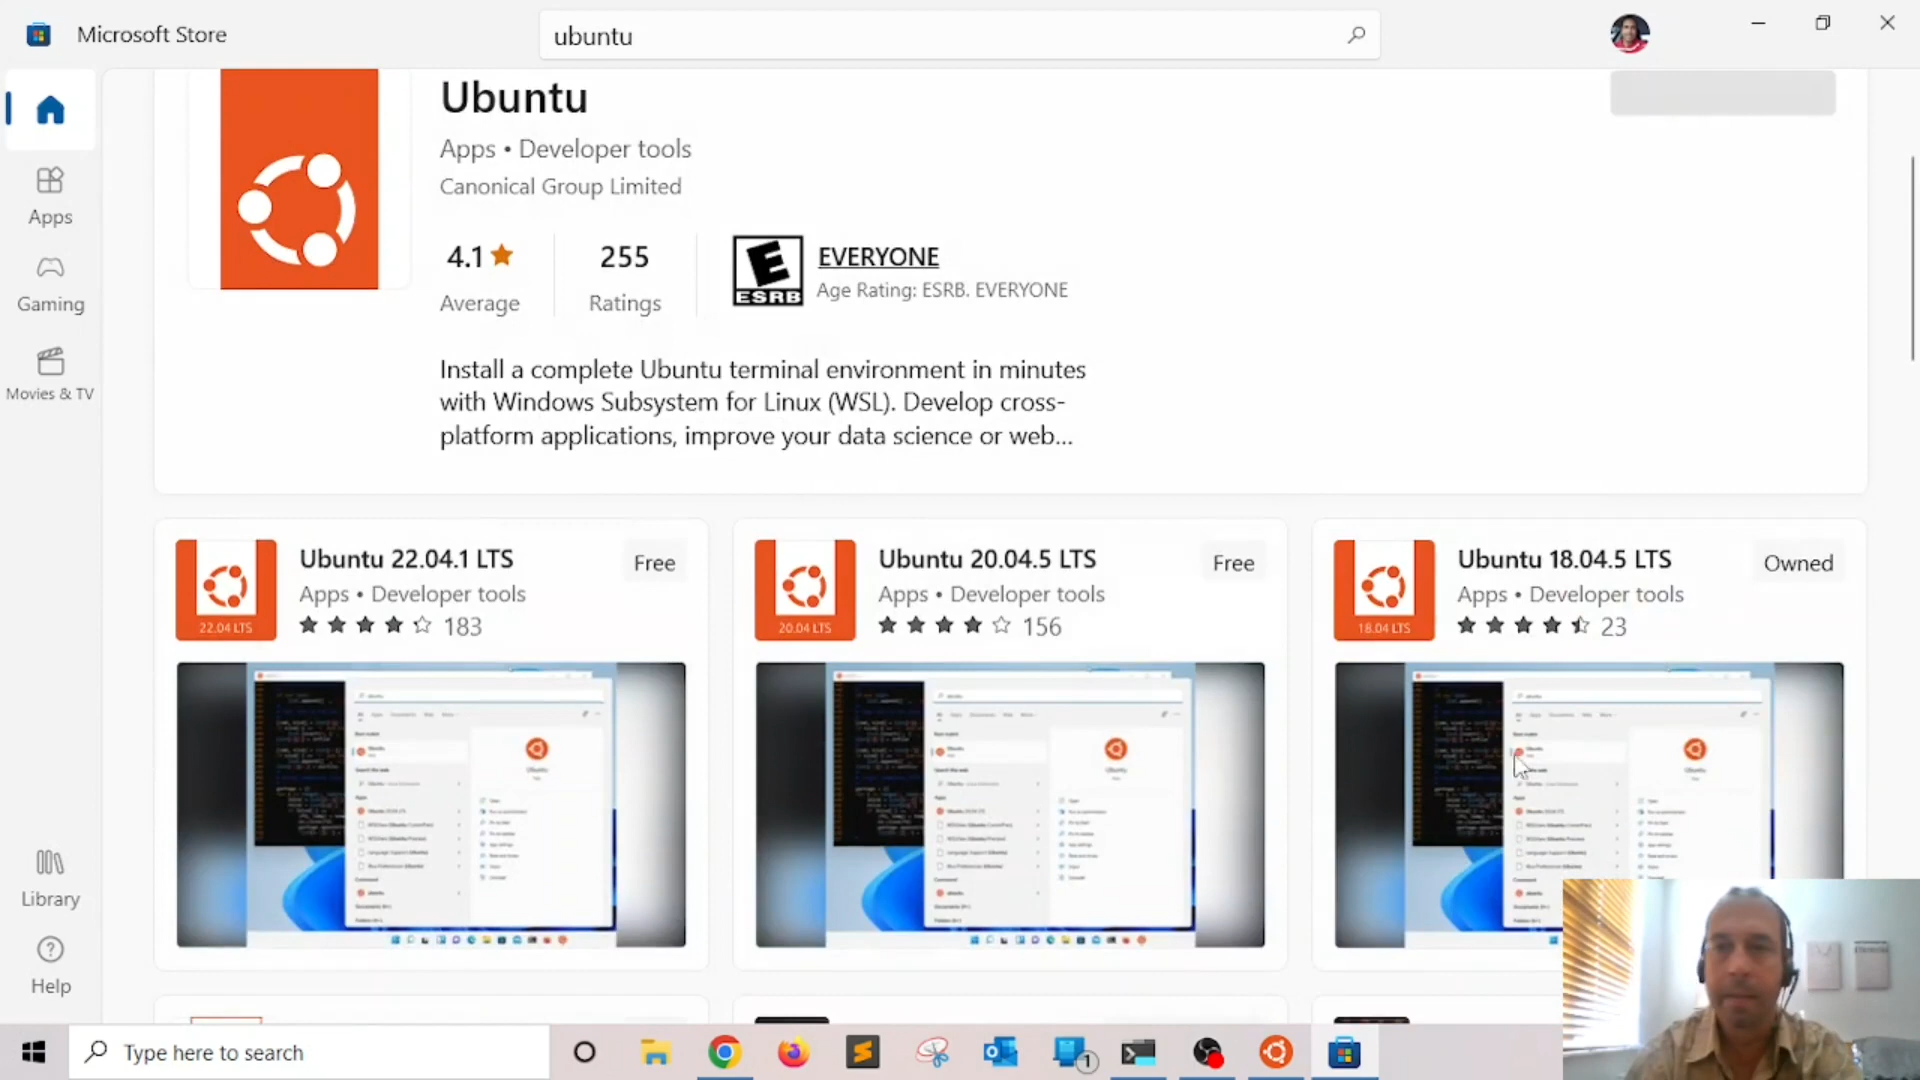 Microsoft Store
ubuntu
Ubuntu
Apps • Developer tools
Canonical Group Limited
4.1
Average
255
Ratings
E
ESRB
EVERYONE
Age Rating: ESRB. EVERYONE
Install a complete Ubuntu terminal environment in minutes
with Windows Subsystem for Linux (WSL). Develop cross-
platform applications, improve your data science or web...
Apps
Gaming
Movies & TV
Library
Help
22.04 LTS
Ubuntu 22.04.1 LTS
Free
Apps • Developer tools
183
20.04 LTS
Ubuntu 20.04.5 LTS
Free
Apps • Developer tools
156
18.04 LTS
Ubuntu 18.04.5 LTS
Owned
Apps • Developer tools
23
Type here to search
1